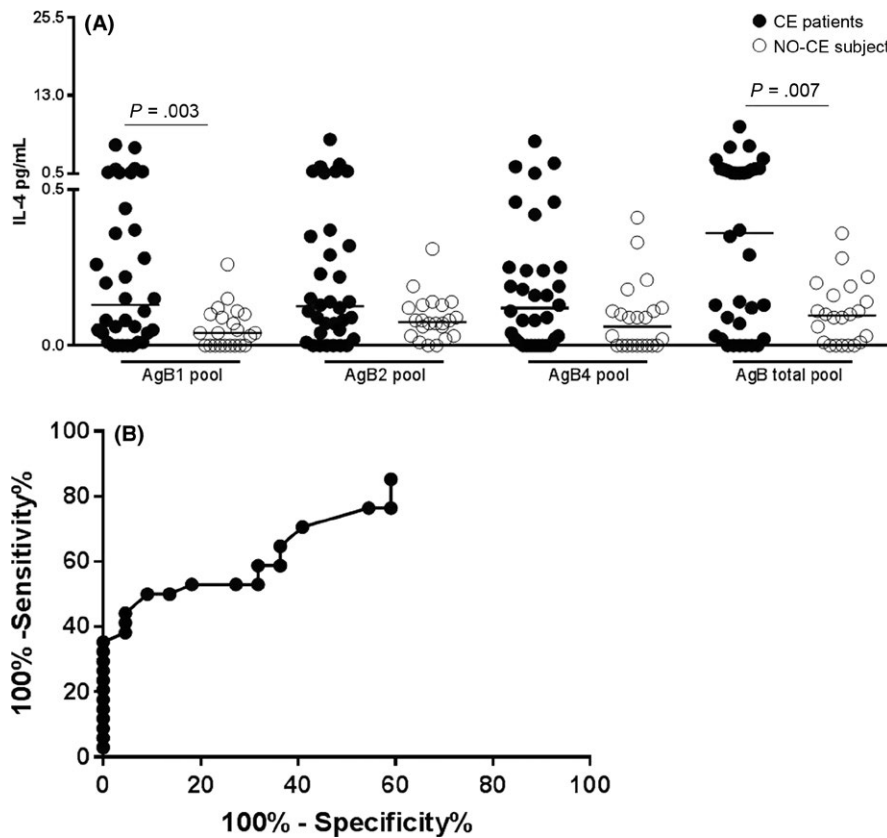 25.5
(A)
● CE patients
○ NO-CE subject
P = .003
P = .007
13.0
IL-4 pg/mL
0.5
0.5
0.0
AgB1 pool AgB2 pool AgB4 pool AgB total pool
100
(B)
80
60
40
20
0
100% -Sensitivity%
0 20 40 60 80 100
100% - Specificity%